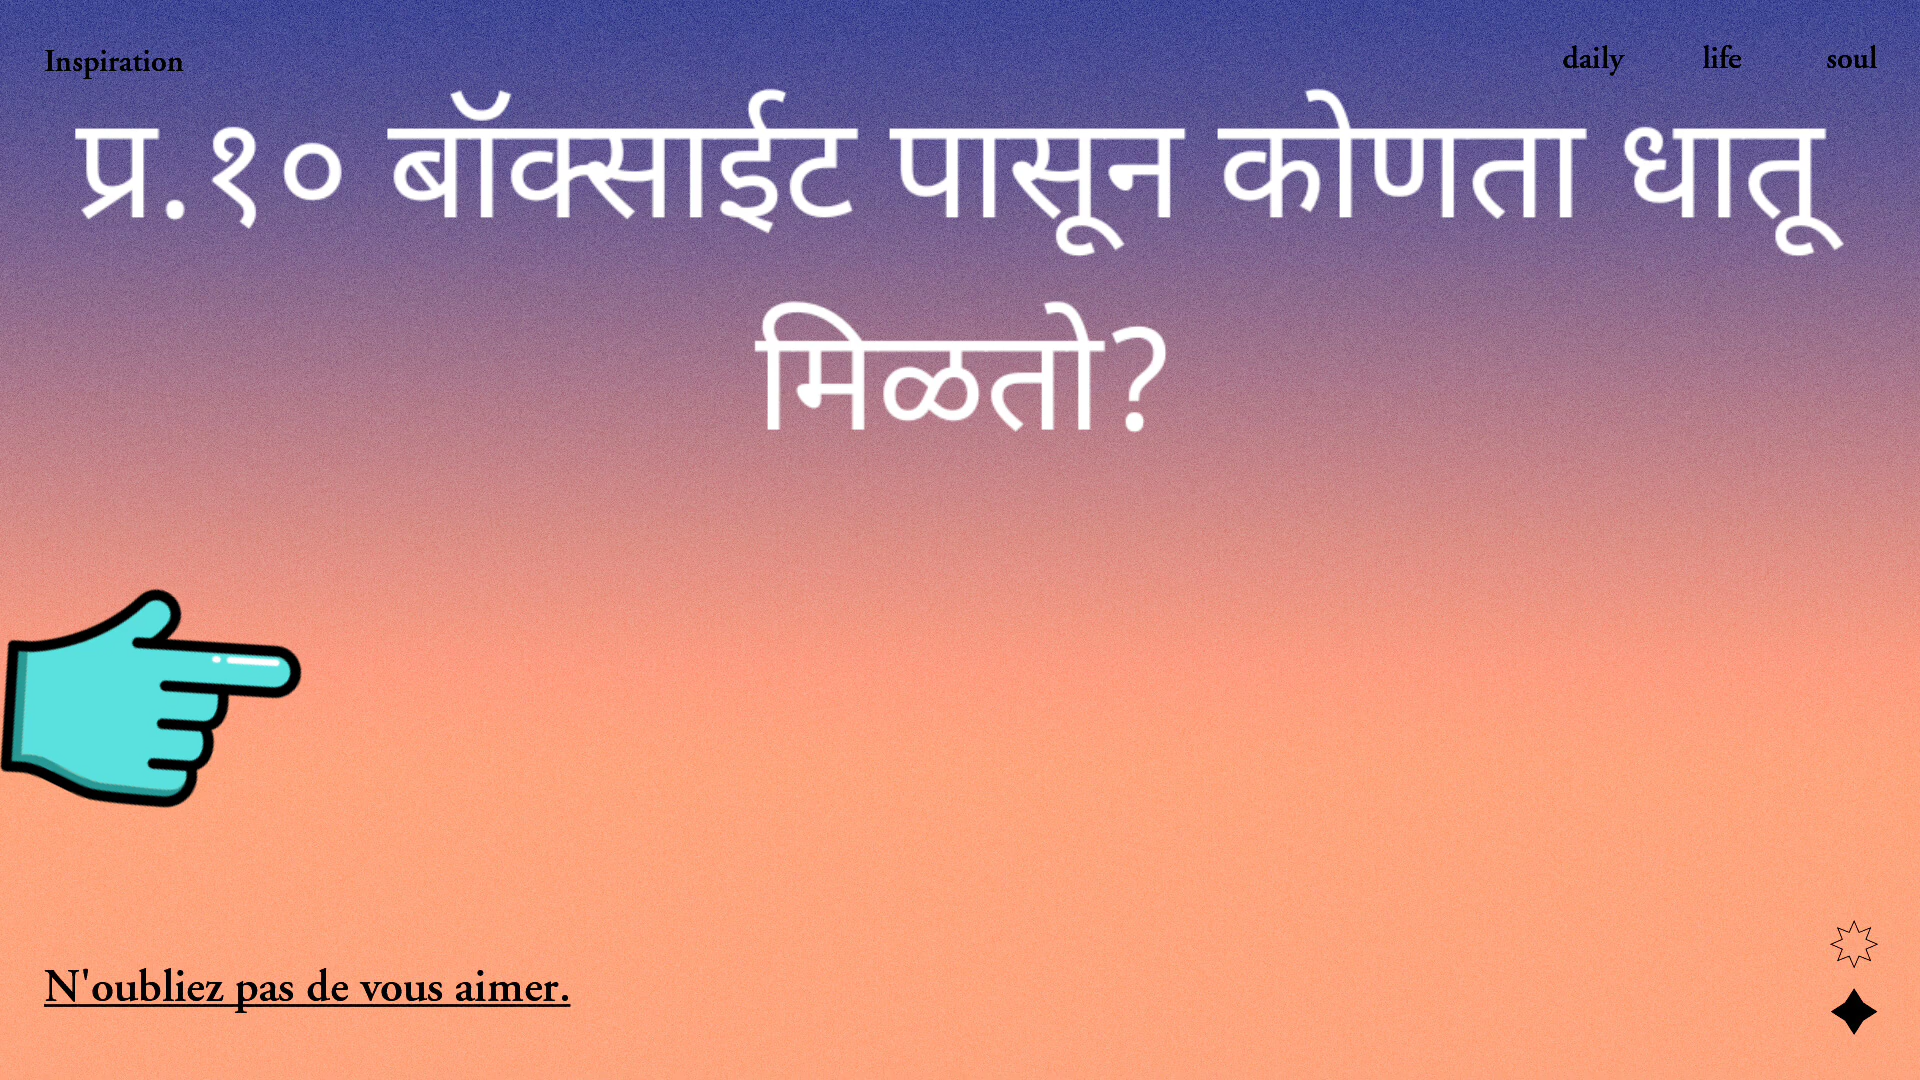 Inspiration
daily life soul
प्र.१० बॉक्साईट पासून कोणता धातू
मिळतो?
N'oubliez pas de vous aimer.